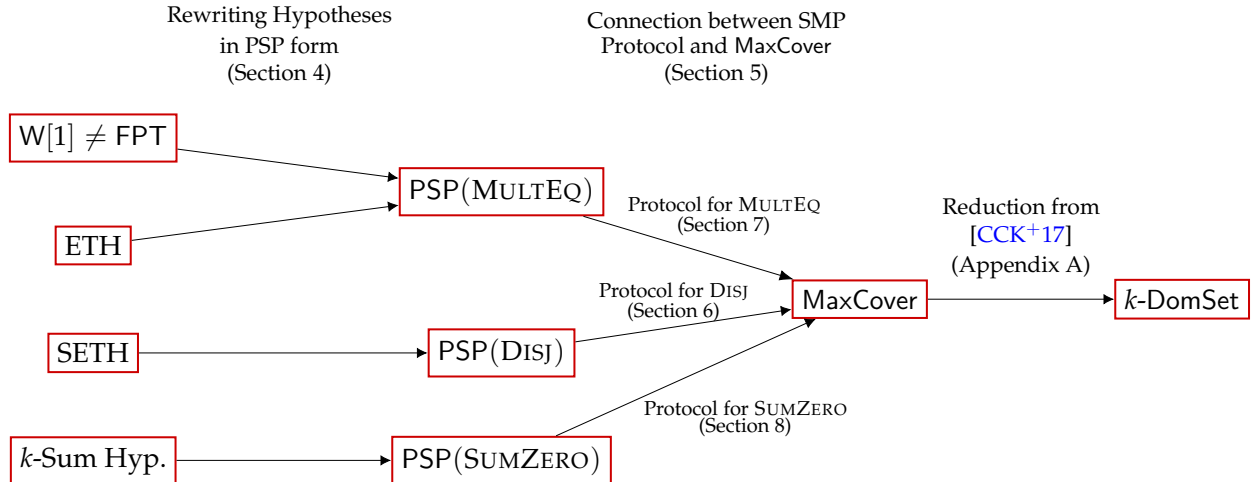 Rewriting Hypotheses
in PSP form
(Section 4)
Connection between SMP
Protocol and MaxCover
(Section 5)
W[1] ≠ FPT
ETH
SETH
k-Sum Hyp.
PSP(MULTEQ)
PSP(DISJ)
PSP(SUMZERO)
Protocol for MULTEQ
(Section 7)
Protocol for DISJ
(Section 6)
Protocol for SUMZERO
(Section 8)
MaxCover
Reduction from
[CCK+17]
(Appendix A)
k-DomSet